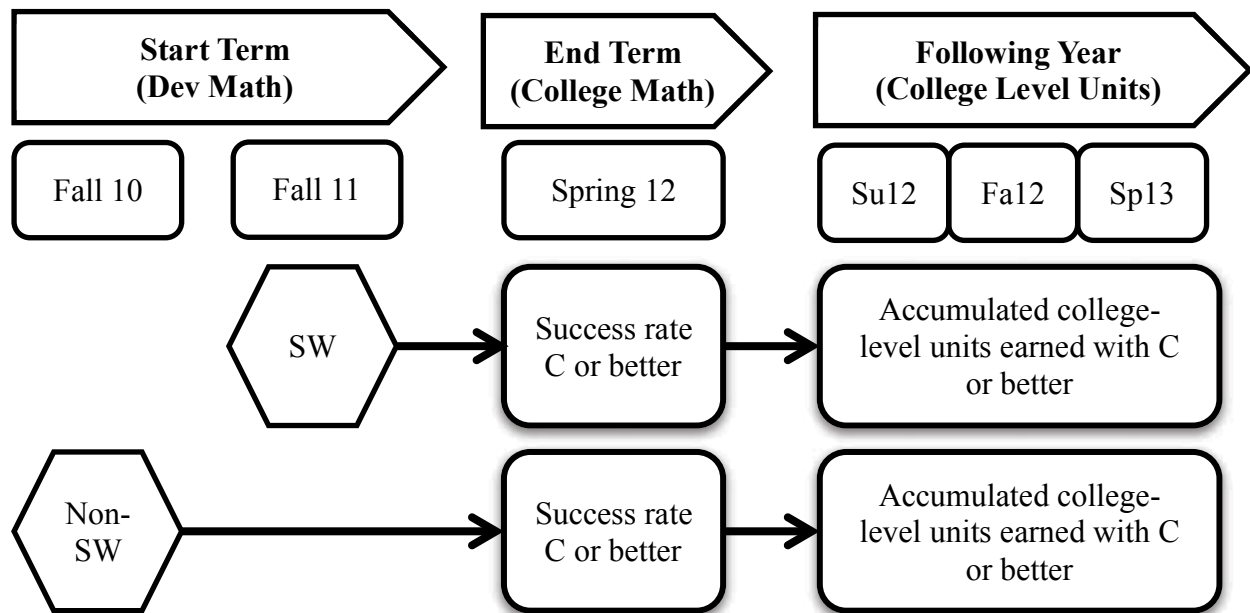 Start Term
(Dev Math)
End Term
(College Math)
Following Year
(College Level Units)
Fall 10
Fall 11
Spring 12
Su12
Fa12
Sp13
SW
Success rate
C or better
Accumulated college-
level units earned with C
or better
Non-
SW
Success rate
C or better
Accumulated college-
level units earned with C
or better